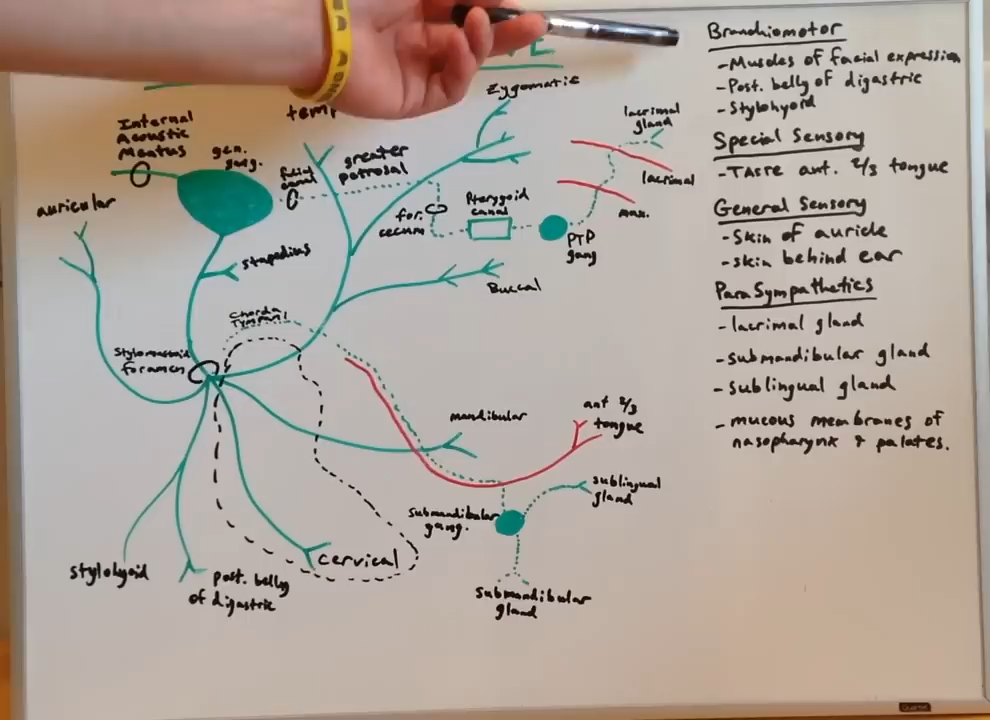 VE
Zygomatic
temp
Internal
Acoustic
Meatus
gen.
gang.
facial
canal
greater
petrosal
lacrimal
gland
lacrimal
max.
for.
cecum
Pterygoid
canal
PTP
gang
auricular
stapedius
Buccal
Chorda
Tympani
Stylomastoid
foramen
mandibular
ant 2/3
tongue
sublingual
gland
submandibular
gang.
cervical
stylohyoid
post. belly
of digastric
submandibular
gland
Branchiomotor
- Muscles of facial expression
- Post. belly of digastric
- Stylohyoid
Special Sensory
- TASTE ant. 2/3 tongue
General Sensory
- Skin of auricle
- skin behind ear
ParaSympathetics
- lacrimal gland
- submandibular gland
- sublingual gland
- mucous membranes of
nasopharynx & palates.